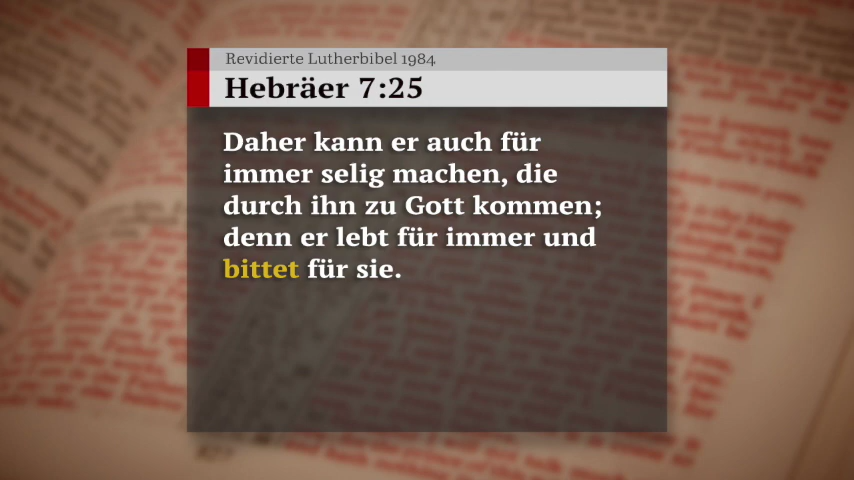 Revidierte Lutherbibel 1984
Hebräer 7:25
Daher kann er auch für
immer selig machen, die
durch ihn zu Gott kommen;
denn er lebt für immer und
bittet für sie.